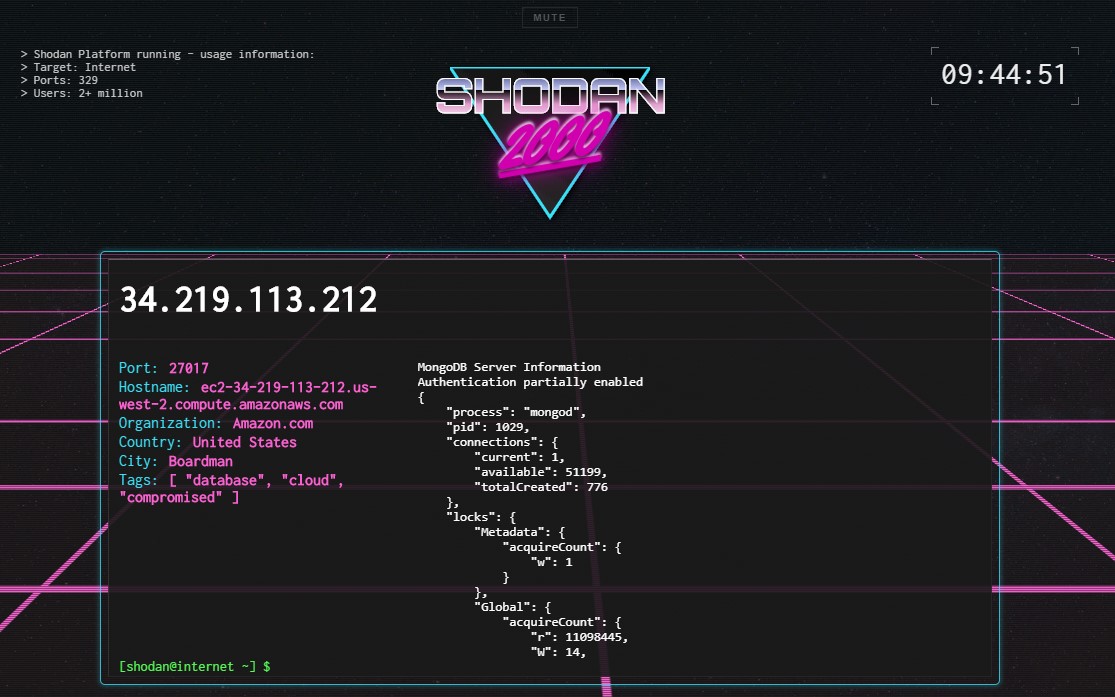 MUTE
> Shodan Platform running - usage information:
> Target: Internet
> Ports: 329
> Users: 2+ million
09:44:51
SHODAN
2000
34.219.113.212
Port: 27017
Hostname: ec2-34-219-113-212.us-
west-2.compute.amazonaws.com
Organization: Amazon.com
Country: United States
City: Boardman
Tags: [ "database", "cloud",
"compromised" ]
MongoDB Server Information
Authentication partially enabled
{
    "process": "mongod",
    "pid": 1029,
    "connections": {
        "current": 1,
        "available": 51199,
        "totalCreated": 776
    },
    "locks": {
        "Metadata": {
            "acquireCount": {
                "w": 1
            }
        },
        "Global": {
            "acquireCount": {
                "r": 11098445,
                "W": 14,
[shodan@internet ~] $